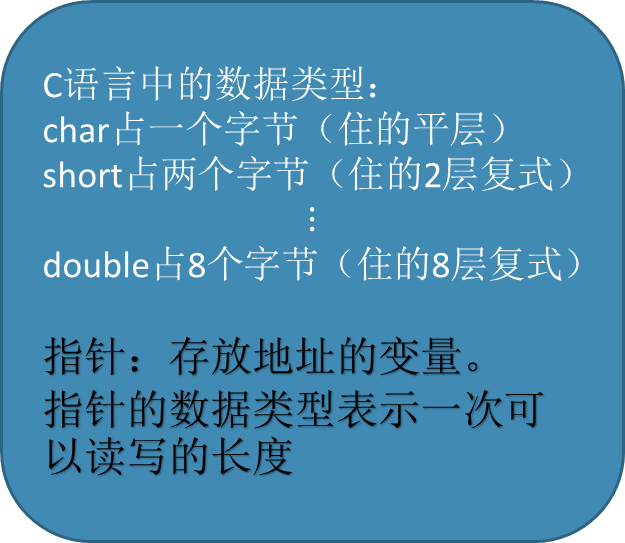 C语言中的数据类型：
char占一个字节（住的平层）
short占两个字节（住的2层复式）
⋮
double占8个字节（住的8层复式）
指针：存放地址的变量。
指针的数据类型表示一次可
以读写的长度